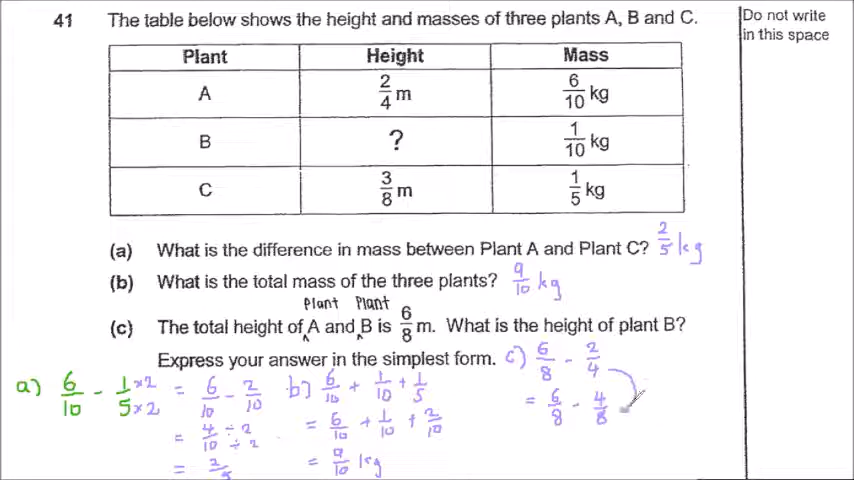 41 The table below shows the height and masses of three plants A, B and C.
Do not write
in this space
Plant Height Mass
A 2/4 m 6/10 kg
B ? 1/10 kg
C 3/8 m 1/5 kg
(a) What is the difference in mass between Plant A and Plant C? 2/5 kg
(b) What is the total mass of the three plants? 9/10 kg
Plant Plant
(c) The total height of ^ A and ^ B is 6/8 m. What is the height of plant B?
Express your answer in the simplest form.
a) 6/10 - 1/5 ×2 ×2 = 6/10 - 2/10
= 4/10 ÷ 2 ÷ 2
= 2/5
b) 6/10 + 1/10 + 1/5
= 6/10 + 1/10 + 2/10
= 9/10 kg
c) 6/8 - 2/4
= 6/8 - 4/8